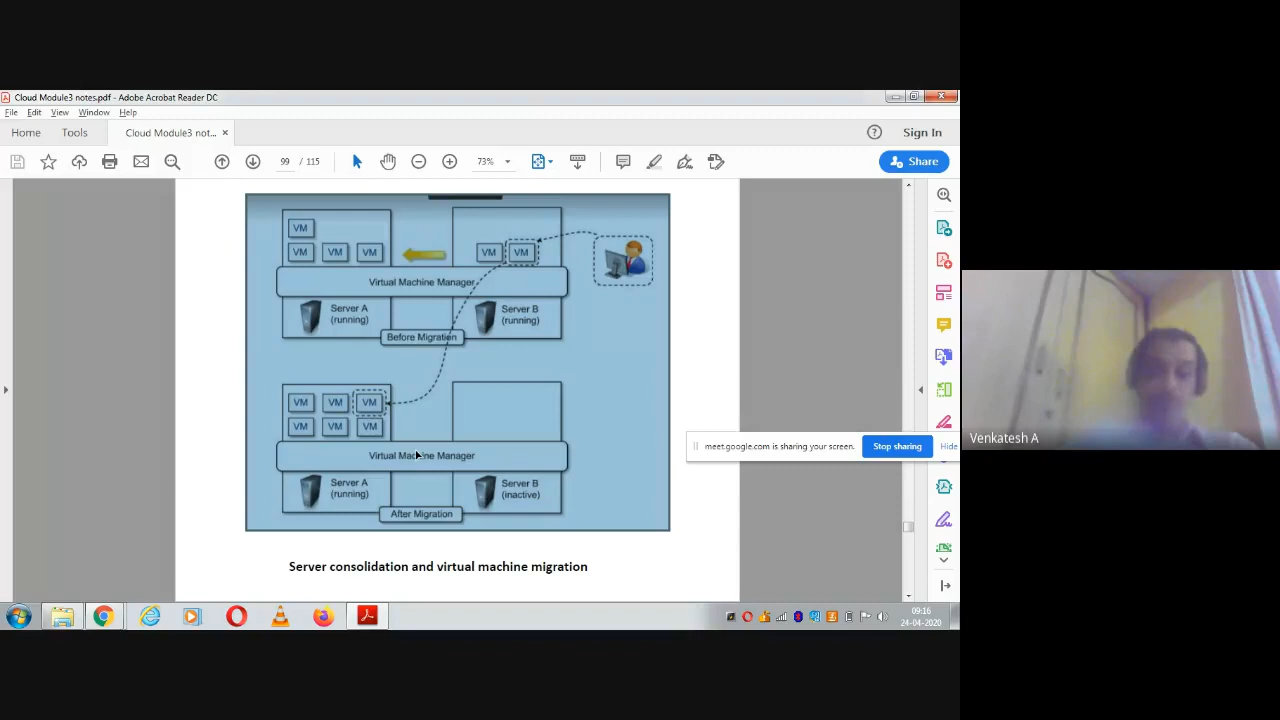 Cloud Module3 notes.pdf - Adobe Acrobat Reader DC
File Edit View Window Help
Home Tools Cloud Module3 not... × Sign In
99 / 115 73% Share
VM
VM VM VM VM VM
Virtual Machine Manager
Server A (running) Server B (running)
Before Migration
VM VM VM
VM VM VM
Virtual Machine Manager
Server A (running) Server B (inactive)
After Migration
Server consolidation and virtual machine migration
meet.google.com is sharing your screen. Stop sharing Hide
Venkatesh A
09:16
24-04-2020